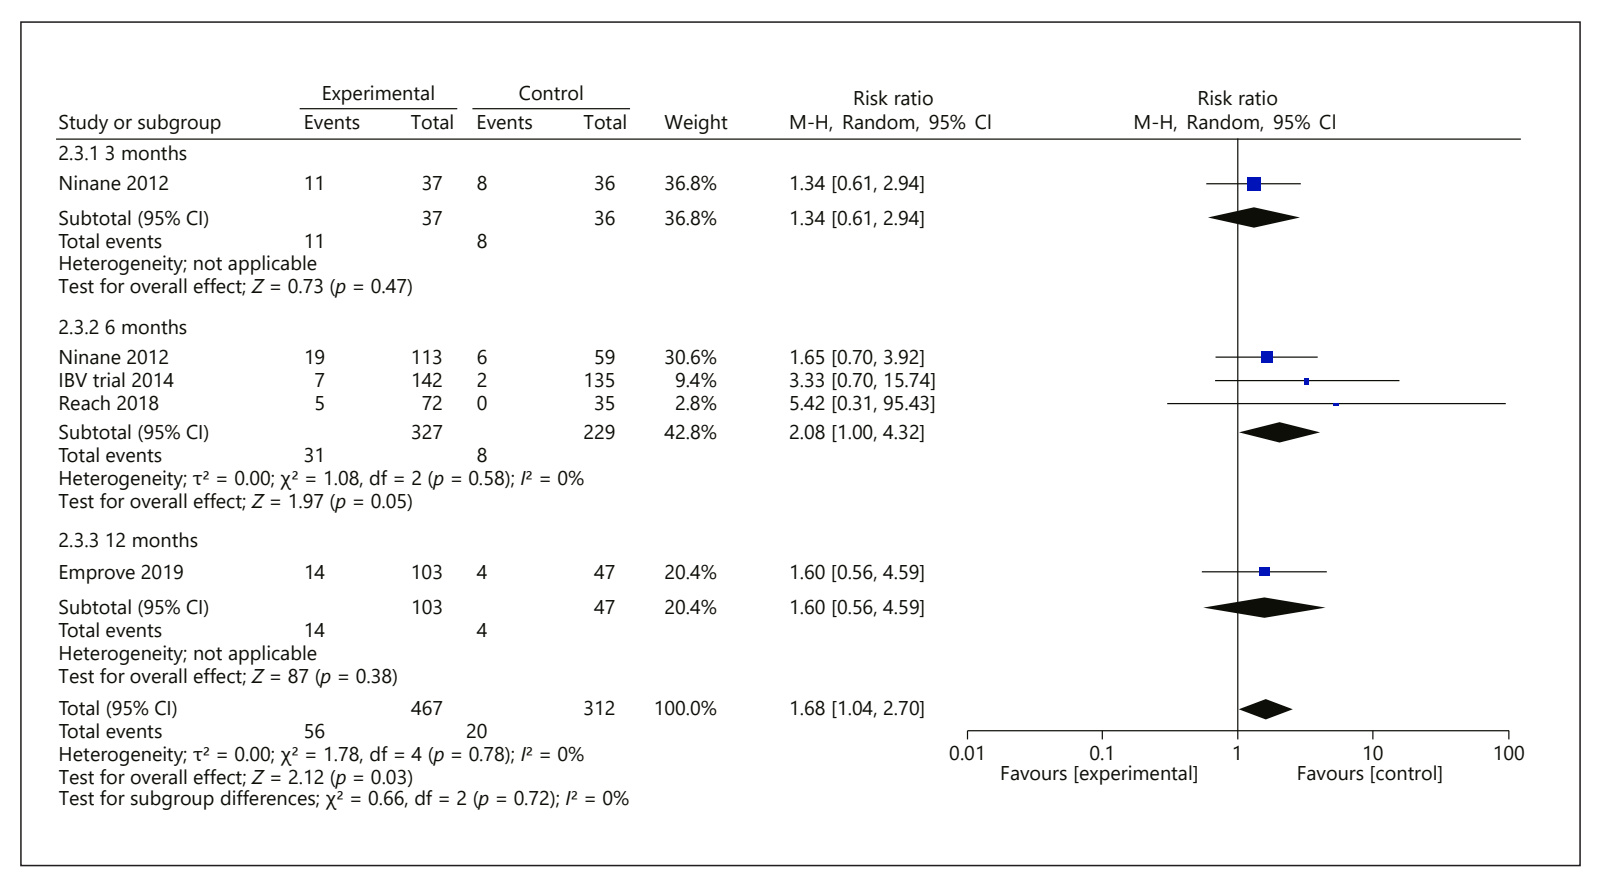 Experimental Control Risk ratio Risk ratio
Study or subgroup Events Total Events Total Weight M-H, Random, 95% CI M-H, Random, 95% CI
2.3.1 3 months
Ninane 2012 11 37 8 36 36.8% 1.34 [0.61, 2.94]
Subtotal (95% CI) 37 36 36.8% 1.34 [0.61, 2.94]
Total events 11 8
Heterogeneity; not applicable
Test for overall effect; Z = 0.73 (p = 0.47)
2.3.2 6 months
Ninane 2012 19 113 6 59 30.6% 1.65 [0.70, 3.92]
IBV trial 2014 7 142 2 135 9.4% 3.33 [0.70, 15.74]
Reach 2018 5 72 0 35 2.8% 5.42 [0.31, 95.43]
Subtotal (95% CI) 327 229 42.8% 2.08 [1.00, 4.32]
Total events 31 8
Heterogeneity; τ² = 0.00; χ² = 1.08, df = 2 (p = 0.58); I² = 0%
Test for overall effect; Z = 1.97 (p = 0.05)
2.3.3 12 months
Emprove 2019 14 103 4 47 20.4% 1.60 [0.56, 4.59]
Subtotal (95% CI) 103 47 20.4% 1.60 [0.56, 4.59]
Total events 14 4
Heterogeneity; not applicable
Test for overall effect; Z = 87 (p = 0.38)
Total (95% CI) 467 312 100.0% 1.68 [1.04, 2.70]
Total events 56 20
Heterogeneity; τ² = 0.00; χ² = 1.78, df = 4 (p = 0.78); I² = 0%
Test for overall effect; Z = 2.12 (p = 0.03)
Test for subgroup differences; χ² = 0.66, df = 2 (p = 0.72); I² = 0%
0.01 0.1 1 10 100
Favours [experimental] Favours [control]